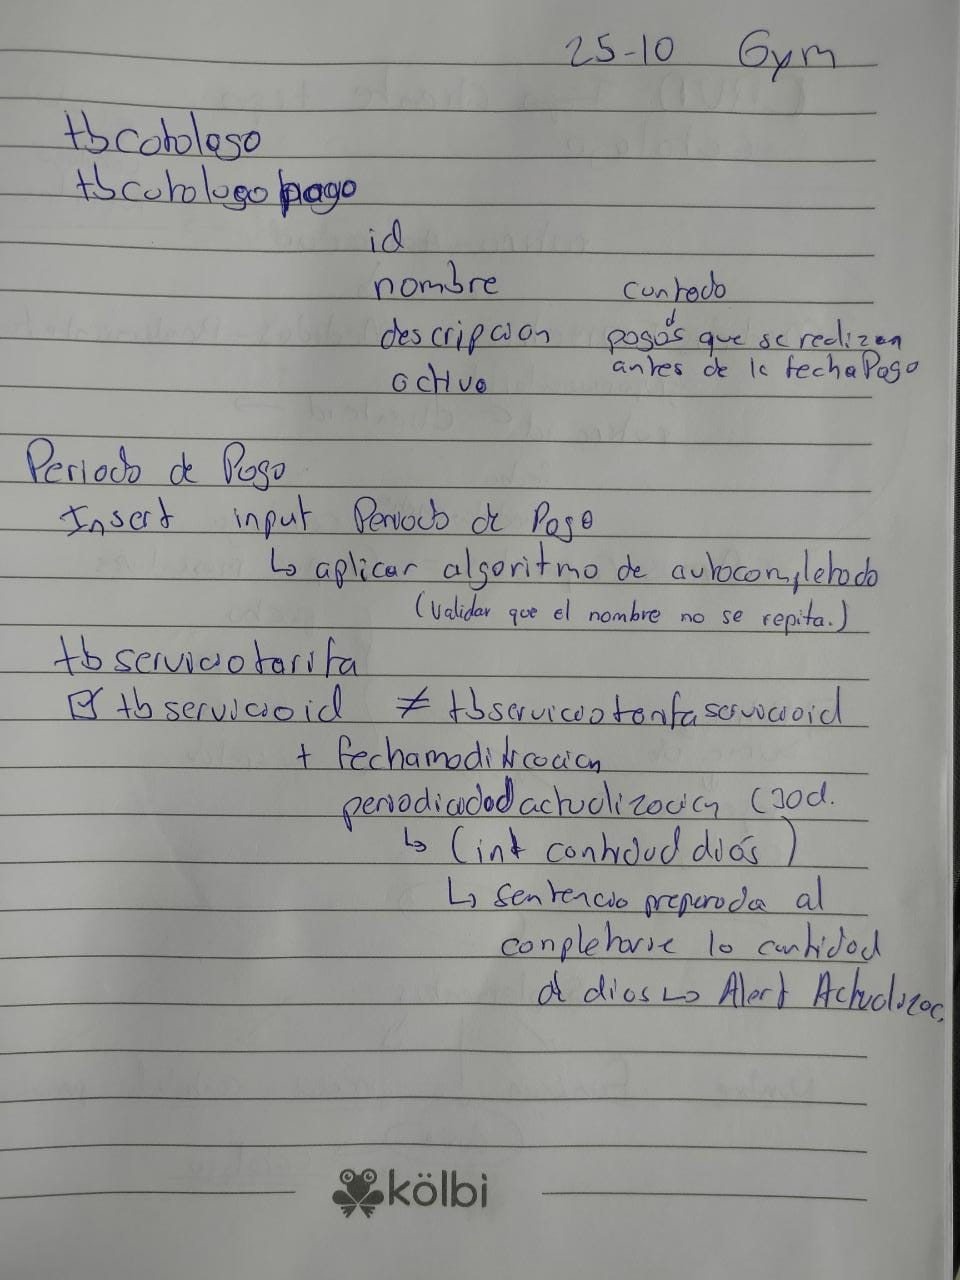 25-10 Gym
tbcatalogo
tbcatalogopago
id
nombre contado
descripcion pagos que se realizan
antes de la fechaPago
activo
Periodo de Pago
Insert input Periodo de Pago
↳ aplicar algoritmo de autocompletado
(validar que el nombre no se repita.)
tbserviciotarifa
☑ tbservicioid ≠ tbserviciotarifaservicioid
+ fechamodificacion
periodicidadactualizacion (30d.
↳ (int cantidad días)
↳ sentencia preparada al
completarse la cantidad
de dias ↳ Alert Actualizac
kölbi